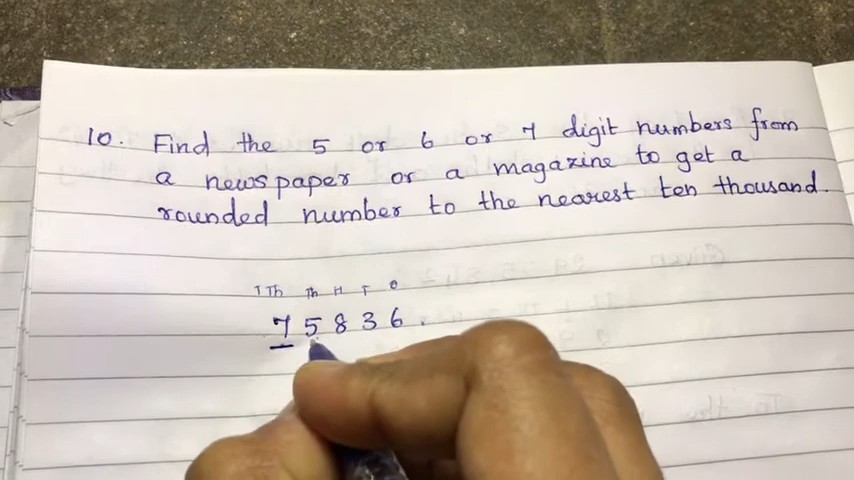 10. Find the 5 or 6 or 7 digit numbers from
a newspaper or a magazine to get a
rounded number to the nearest ten thousand.
T Th Th H T O
75836.